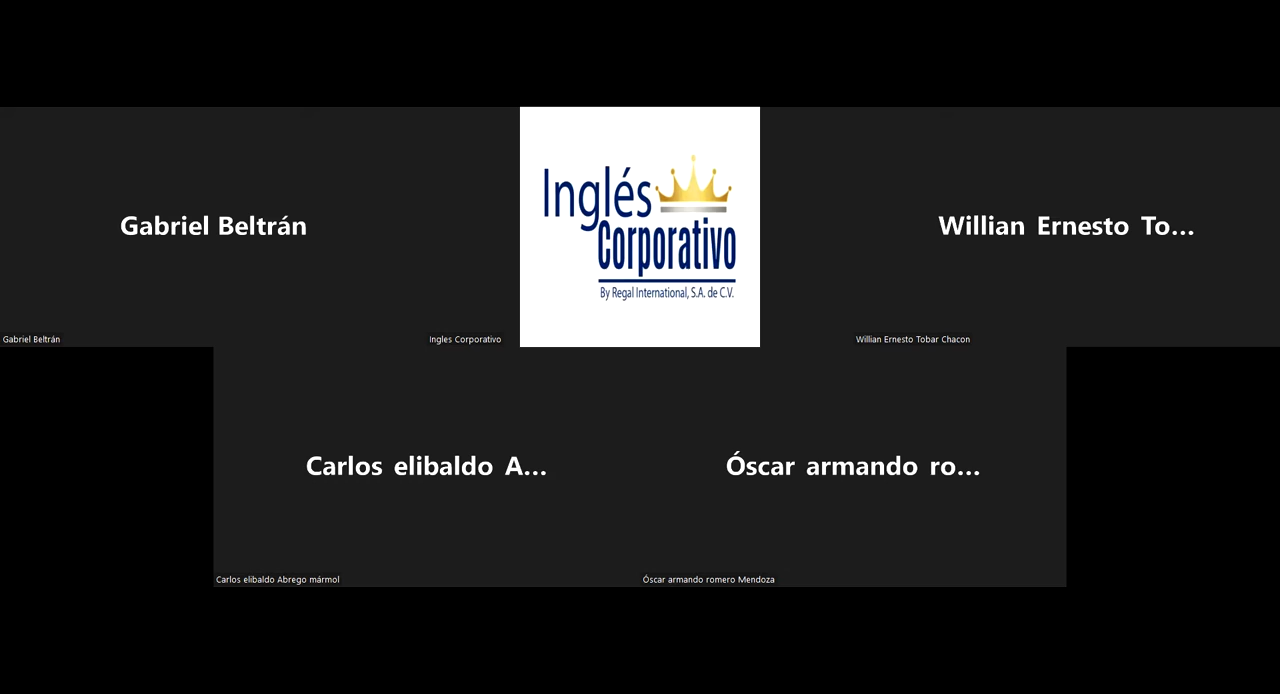 Gabriel Beltrán
Inglés
Corporativo
By Regal International, S.A. de C.V.
Willian Ernesto To...
Gabriel Beltrán
Ingles Corporativo
Willian Ernesto Tobar Chacon
Carlos elibaldo A...
Óscar armando ro...
Carlos elibaldo Abrego mármol
Óscar armando romero Mendoza